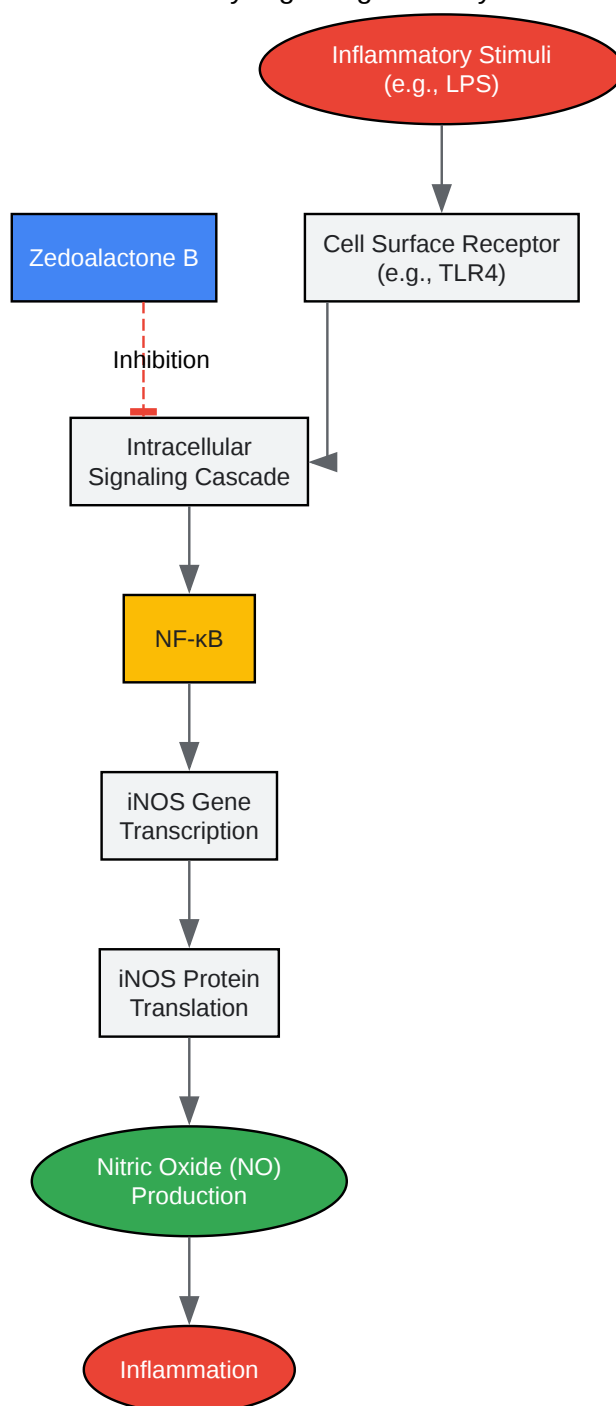 Inflammatory Stimuli
(e.g., LPS)
Zedoalactone B
Cell Surface Receptor
(e.g., TLR4)
Inhibition
Intracellular
Signaling Cascade
NF-κB
iNOS Gene
Transcription
iNOS Protein
Translation
Nitric Oxide (NO)
Production
Inflammation